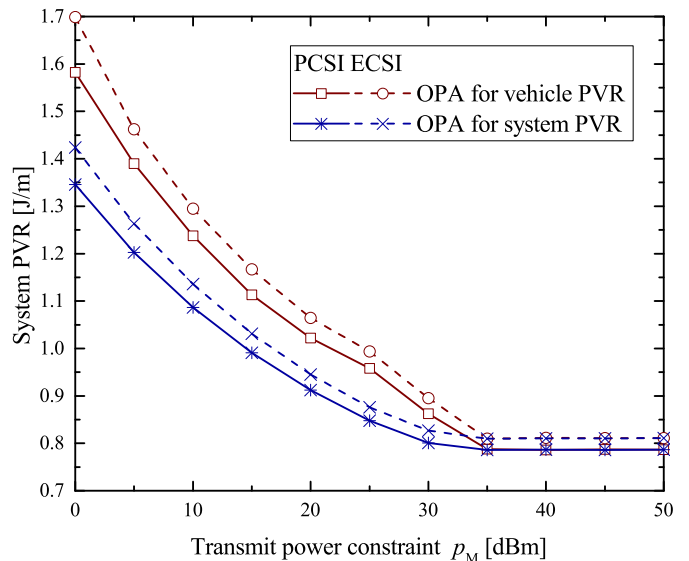 1.7
1.6
1.5
1.4
1.3
1.2
1.1
1.0
0.9
0.8
0.7
System PVR [J/m]
PCSI ECSI
OPA for vehicle PVR
OPA for system PVR
0 10 20 30 40 50
Transmit power constraint p_M [dBm]